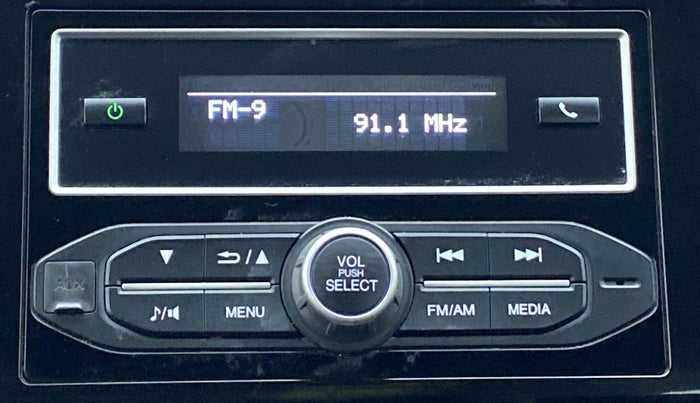 FM-9
91.1 MHz
VOL
PUSH
SELECT
AUX
MENU
FM/AM
MEDIA